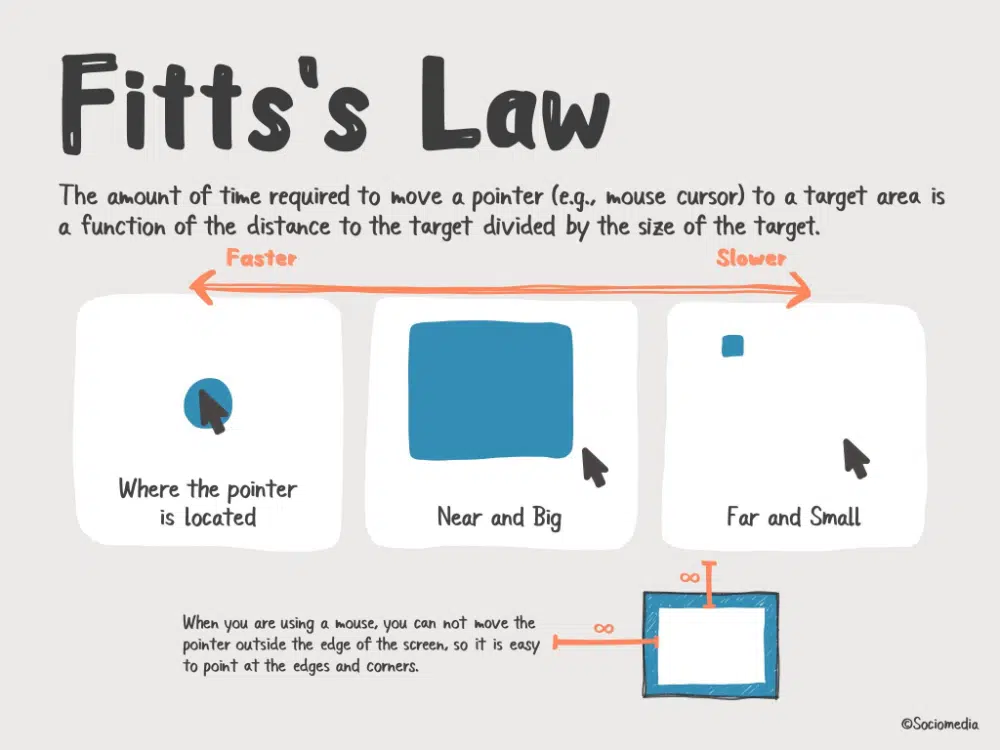 Fitts's Law
The amount of time required to move a pointer (e.g., mouse cursor) to a target area is
a function of the distance to the target divided by the size of the target.
Faster
Slower
Where the pointer
is located
Near and Big
Far and Small
When you are using a mouse, you can not move the
pointer outside the edge of the screen, so it is easy
to point at the edges and corners.
∞
∞
©Sociomedia